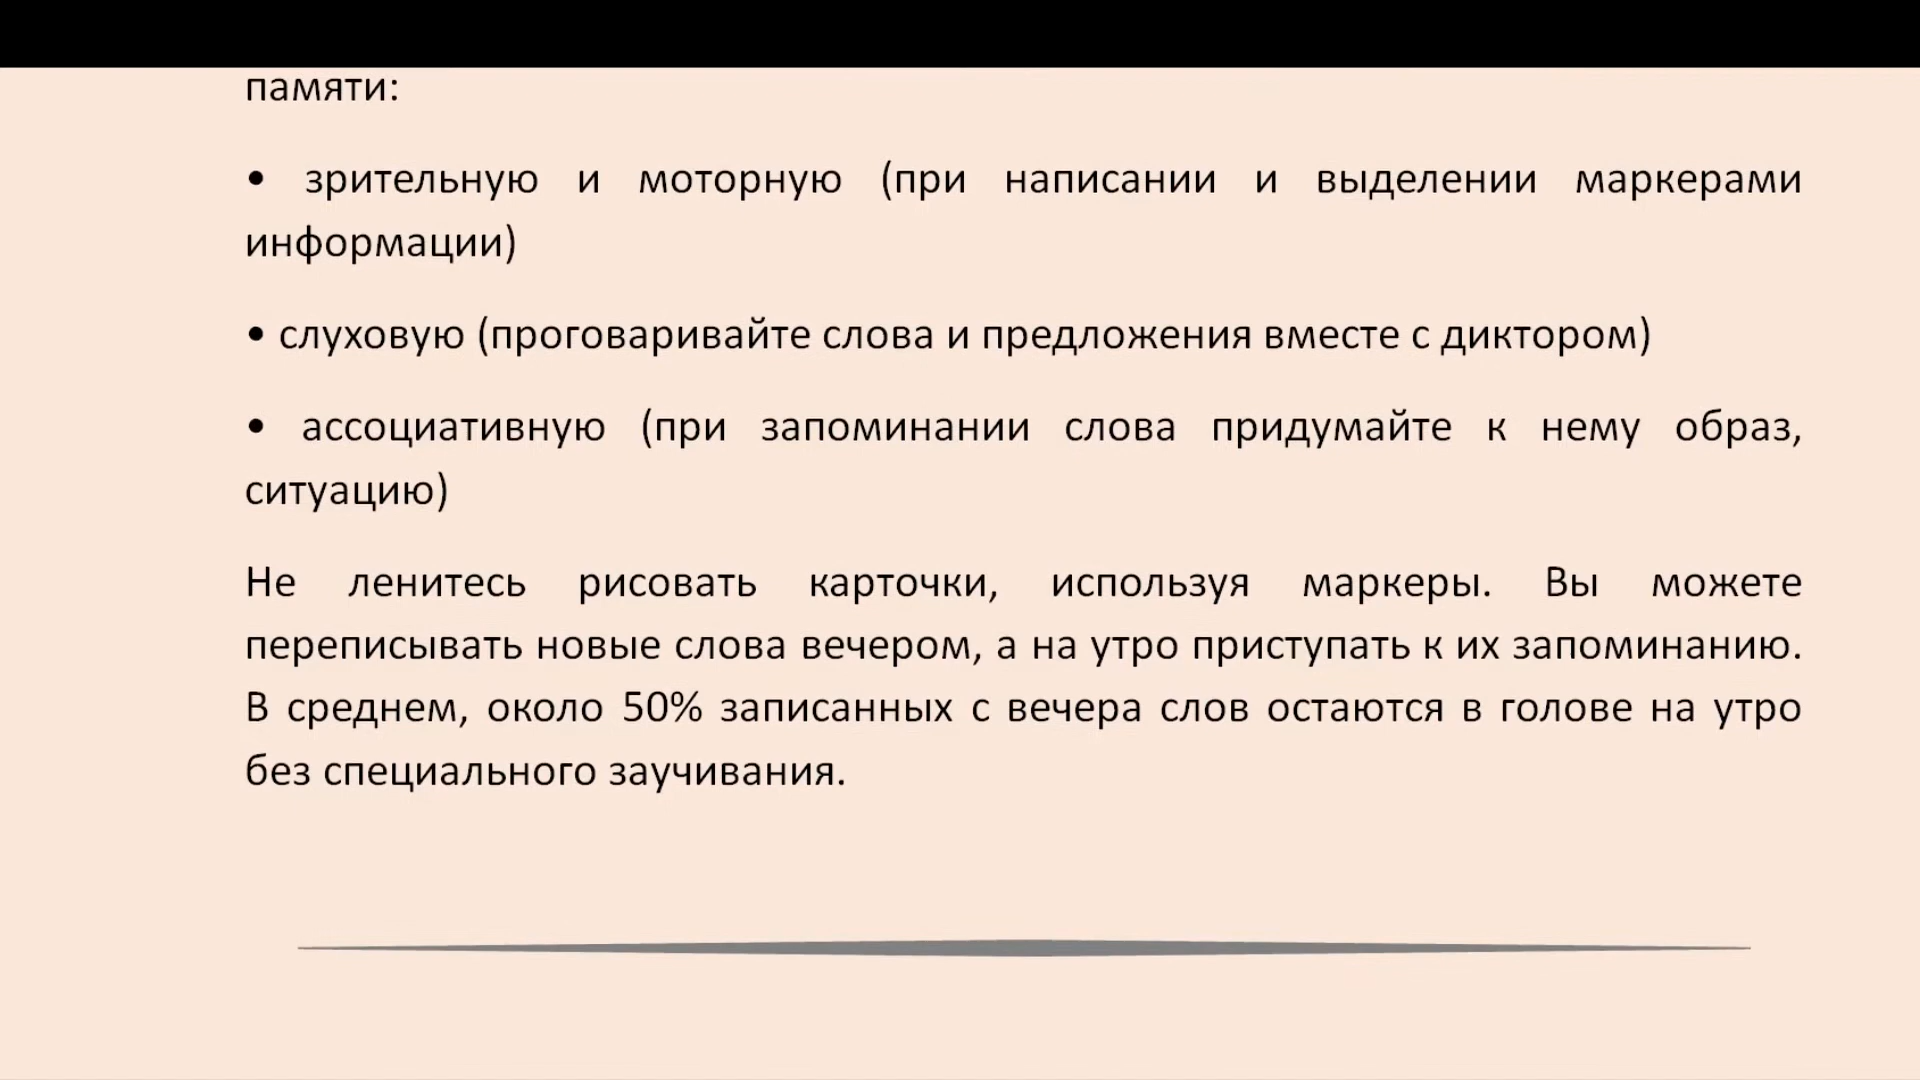 памяти:
• зрительную и моторную (при написании и выделении маркерами
информации)
• слуховую (проговаривайте слова и предложения вместе с диктором)
• ассоциативную (при запоминании слова придумайте к нему образ,
ситуацию)
Не ленитесь рисовать карточки, используя маркеры. Вы можете
переписывать новые слова вечером, а на утро приступать к их запоминанию.
В среднем, около 50% записанных с вечера слов остаются в голове на утро
без специального заучивания.